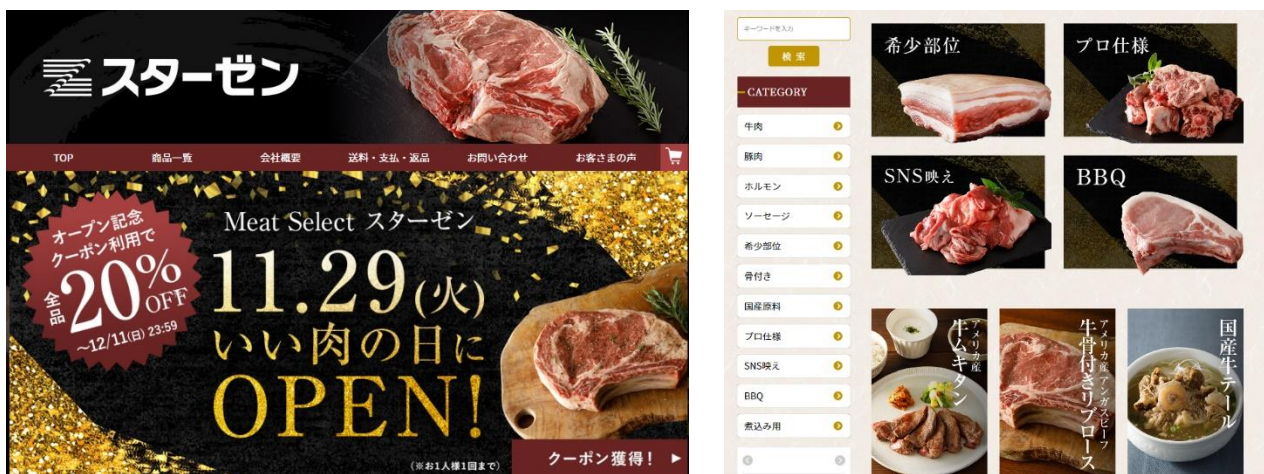 スターゼン
TOP
商品一覧
会社概要
送料・支払・返品
お問い合わせ
お客さまの声
オープン記念
クーポン利用で
全品20%OFF
～12/11(日) 23:59
Meat Select スターゼン
11.29(火)
いい肉の日に
OPEN!
(※お1人様1回まで)
クーポン獲得！
キーワードを入力
検索
CATEGORY
牛肉
豚肉
ホルモン
ソーセージ
希少部位
骨付き
国産原料
プロ仕様
SNS映え
BBQ
煮込み用
希少部位
プロ仕様
SNS映え
BBQ
アメリカ産
牛ムキタン
アメリカ産 アンガスビーフ
牛骨付きリブロース
国産牛テール